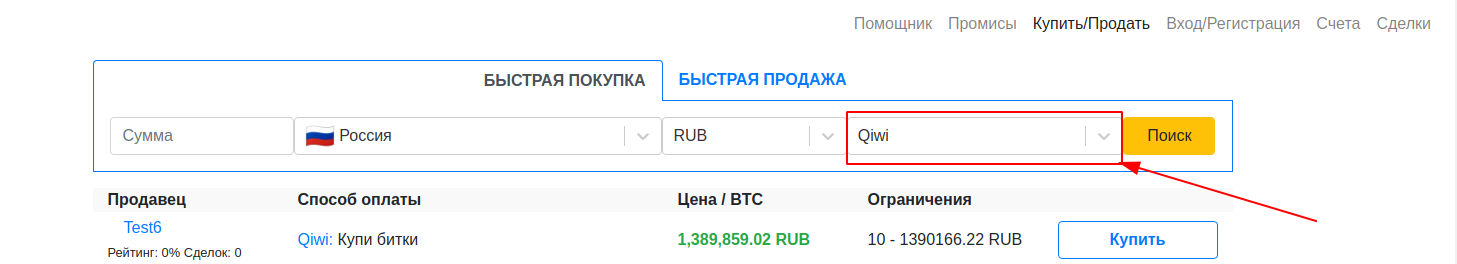 Помощник Промисы Купить/Продать Вход/Регистрация Счета Сделки
БЫСТРАЯ ПОКУПКА БЫСТРАЯ ПРОДАЖА
Сумма Россия RUB Qiwi Поиск
Продавец Способ оплаты Цена / BTC Ограничения
Test6
Qiwi: Купи битки 1,389,859.02 RUB 10 - 1390166.22 RUB Купить
Рейтинг: 0% Сделок: 0